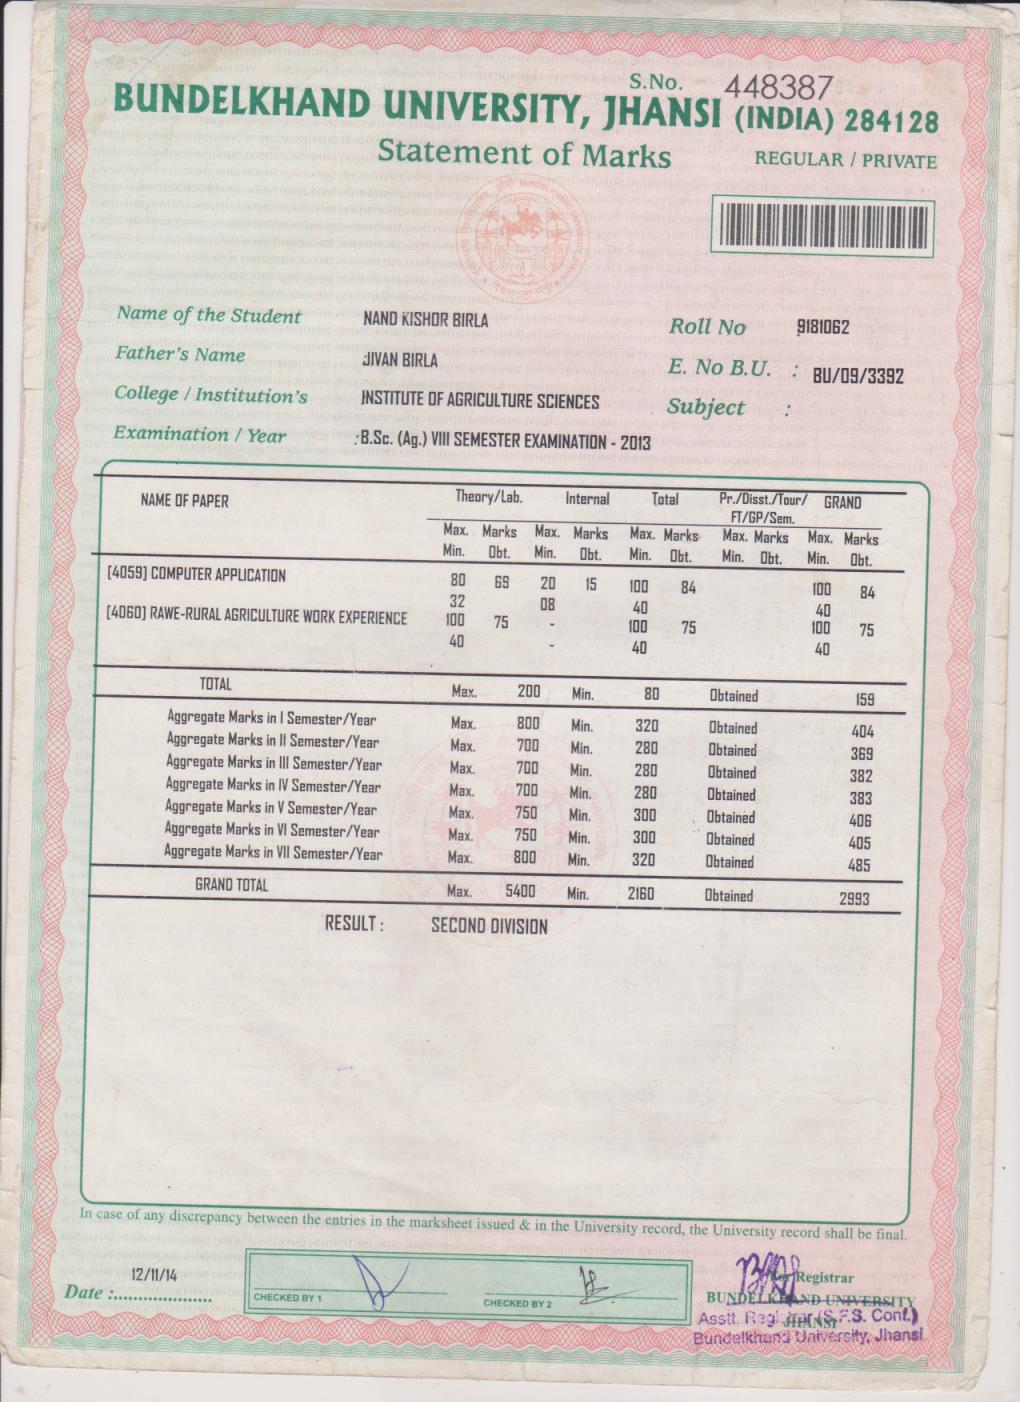 S.No. 448387
BUNDELKHAND UNIVERSITY, JHANSI (INDIA) 284128
Statement of Marks
REGULAR / PRIVATE
Name of the Student NAND KISHOR BIRLA
Roll No 9181062
Father's Name JIVAN BIRLA
E. No B.U. : BU/09/3392
College / Institution's INSTITUTE OF AGRICULTURE SCIENCES
Subject :
Examination / Year : B.Sc. (Ag.) VIII SEMESTER EXAMINATION - 2013
NAME OF PAPER Theory/Lab. Internal Total Pr./Disst./Tour/ GRAND
FT/GP/Sem.
Max. Marks Max. Marks Max. Marks Max. Marks Max. Marks
Min. Obt. Min. Obt. Min. Obt. Min. Obt. Min. Obt.
[4059] COMPUTER APPLICATION 80 69 20 15 100 84 100 84
32 08 40 40
[4060] RAWE-RURAL AGRICULTURE WORK EXPERIENCE 100 75 - 100 75 100 75
40 - 40 40
TOTAL Max. 200 Min. 80 Obtained 159
Aggregate Marks in I Semester/Year Max. 800 Min. 320 Obtained 404
Aggregate Marks in II Semester/Year Max. 700 Min. 280 Obtained 369
Aggregate Marks in III Semester/Year Max. 700 Min. 280 Obtained 382
Aggregate Marks in IV Semester/Year Max. 700 Min. 280 Obtained 383
Aggregate Marks in V Semester/Year Max. 750 Min. 300 Obtained 406
Aggregate Marks in VI Semester/Year Max. 750 Min. 300 Obtained 405
Aggregate Marks in VII Semester/Year Max. 800 Min. 320 Obtained 485
GRAND TOTAL Max. 5400 Min. 2160 Obtained 2993
RESULT : SECOND DIVISION
In case of any discrepancy between the entries in the marksheet issued & in the University record, the University record shall be final.
Date :.................... 12/11/14
CHECKED BY 1
CHECKED BY 2
For Registrar
BUNDELKHAND UNIVERSITY
JHANSI
Asstt. Registrar (S.F.S. Conf.)
Bundelkhand University, Jhansi